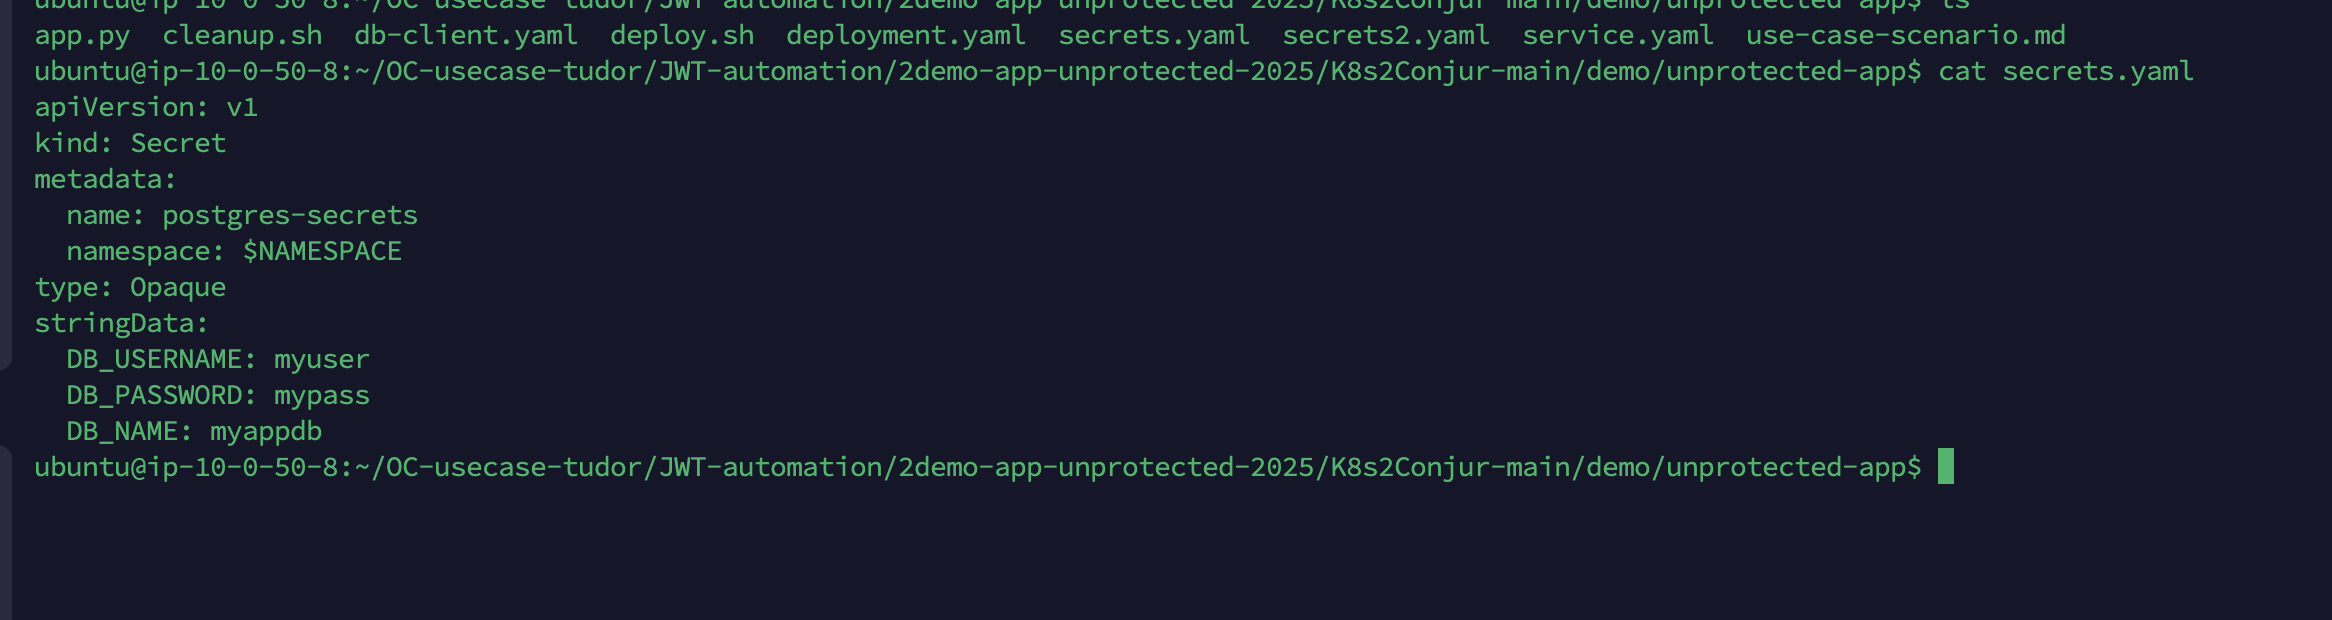 ubuntu@ip-10-0-50-8:~/OC-usecase-tudor/JWT-automation/2demo-app-unprotected-2025/K8s2Conjur-main/demo/unprotected-app$ ls
app.py  cleanup.sh  db-client.yaml  deploy.sh  deployment.yaml  secrets.yaml  secrets2.yaml  service.yaml  use-case-scenario.md
ubuntu@ip-10-0-50-8:~/OC-usecase-tudor/JWT-automation/2demo-app-unprotected-2025/K8s2Conjur-main/demo/unprotected-app$ cat secrets.yaml
apiVersion: v1
kind: Secret
metadata:
  name: postgres-secrets
  namespace: $NAMESPACE
type: Opaque
stringData:
  DB_USERNAME: myuser
  DB_PASSWORD: mypass
  DB_NAME: myappdb
ubuntu@ip-10-0-50-8:~/OC-usecase-tudor/JWT-automation/2demo-app-unprotected-2025/K8s2Conjur-main/demo/unprotected-app$